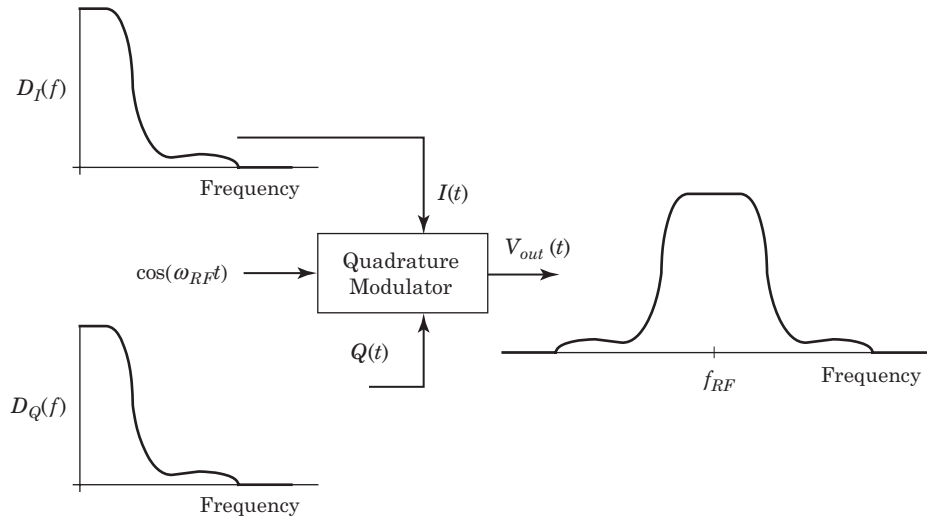 D_I(f)
Frequency
I(t)
cos(ω_RF t)
Quadrature
Modulator
V_out (t)
Q(t)
f_RF
Frequency
D_Q(f)
Frequency